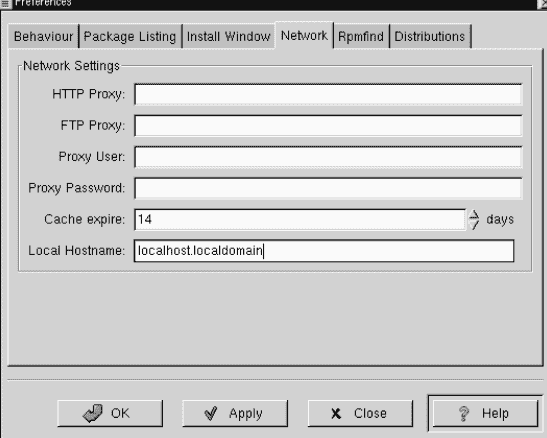 Preferences
Behaviour Package Listing Install Window Network Rpmfind Distributions
Network Settings
HTTP Proxy:
FTP Proxy:
Proxy User:
Proxy Password:
Cache expire: 14 days
Local Hostname: localhost.localdomain
OK Apply Close Help